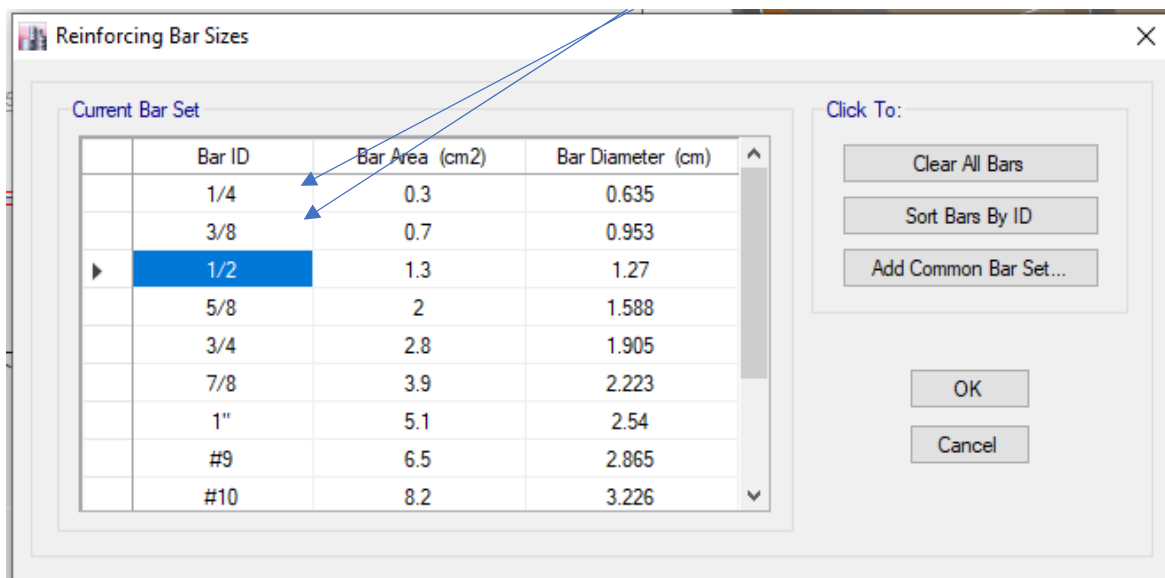 Reinforcing Bar Sizes
Current Bar Set
Click To:
Bar ID Bar Area (cm2) Bar Diameter (cm)
1/4 0.3 0.635
3/8 0.7 0.953
1/2 1.3 1.27
5/8 2 1.588
3/4 2.8 1.905
7/8 3.9 2.223
1" 5.1 2.54
#9 6.5 2.865
#10 8.2 3.226
Clear All Bars
Sort Bars By ID
Add Common Bar Set...
OK
Cancel